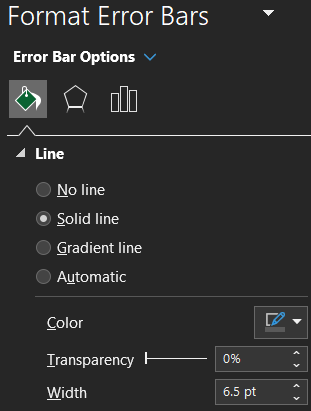 Format Error Bars
Error Bar Options
Line
No line
Solid line
Gradient line
Automatic
Color
Transparency 0%
Width 6.5 pt